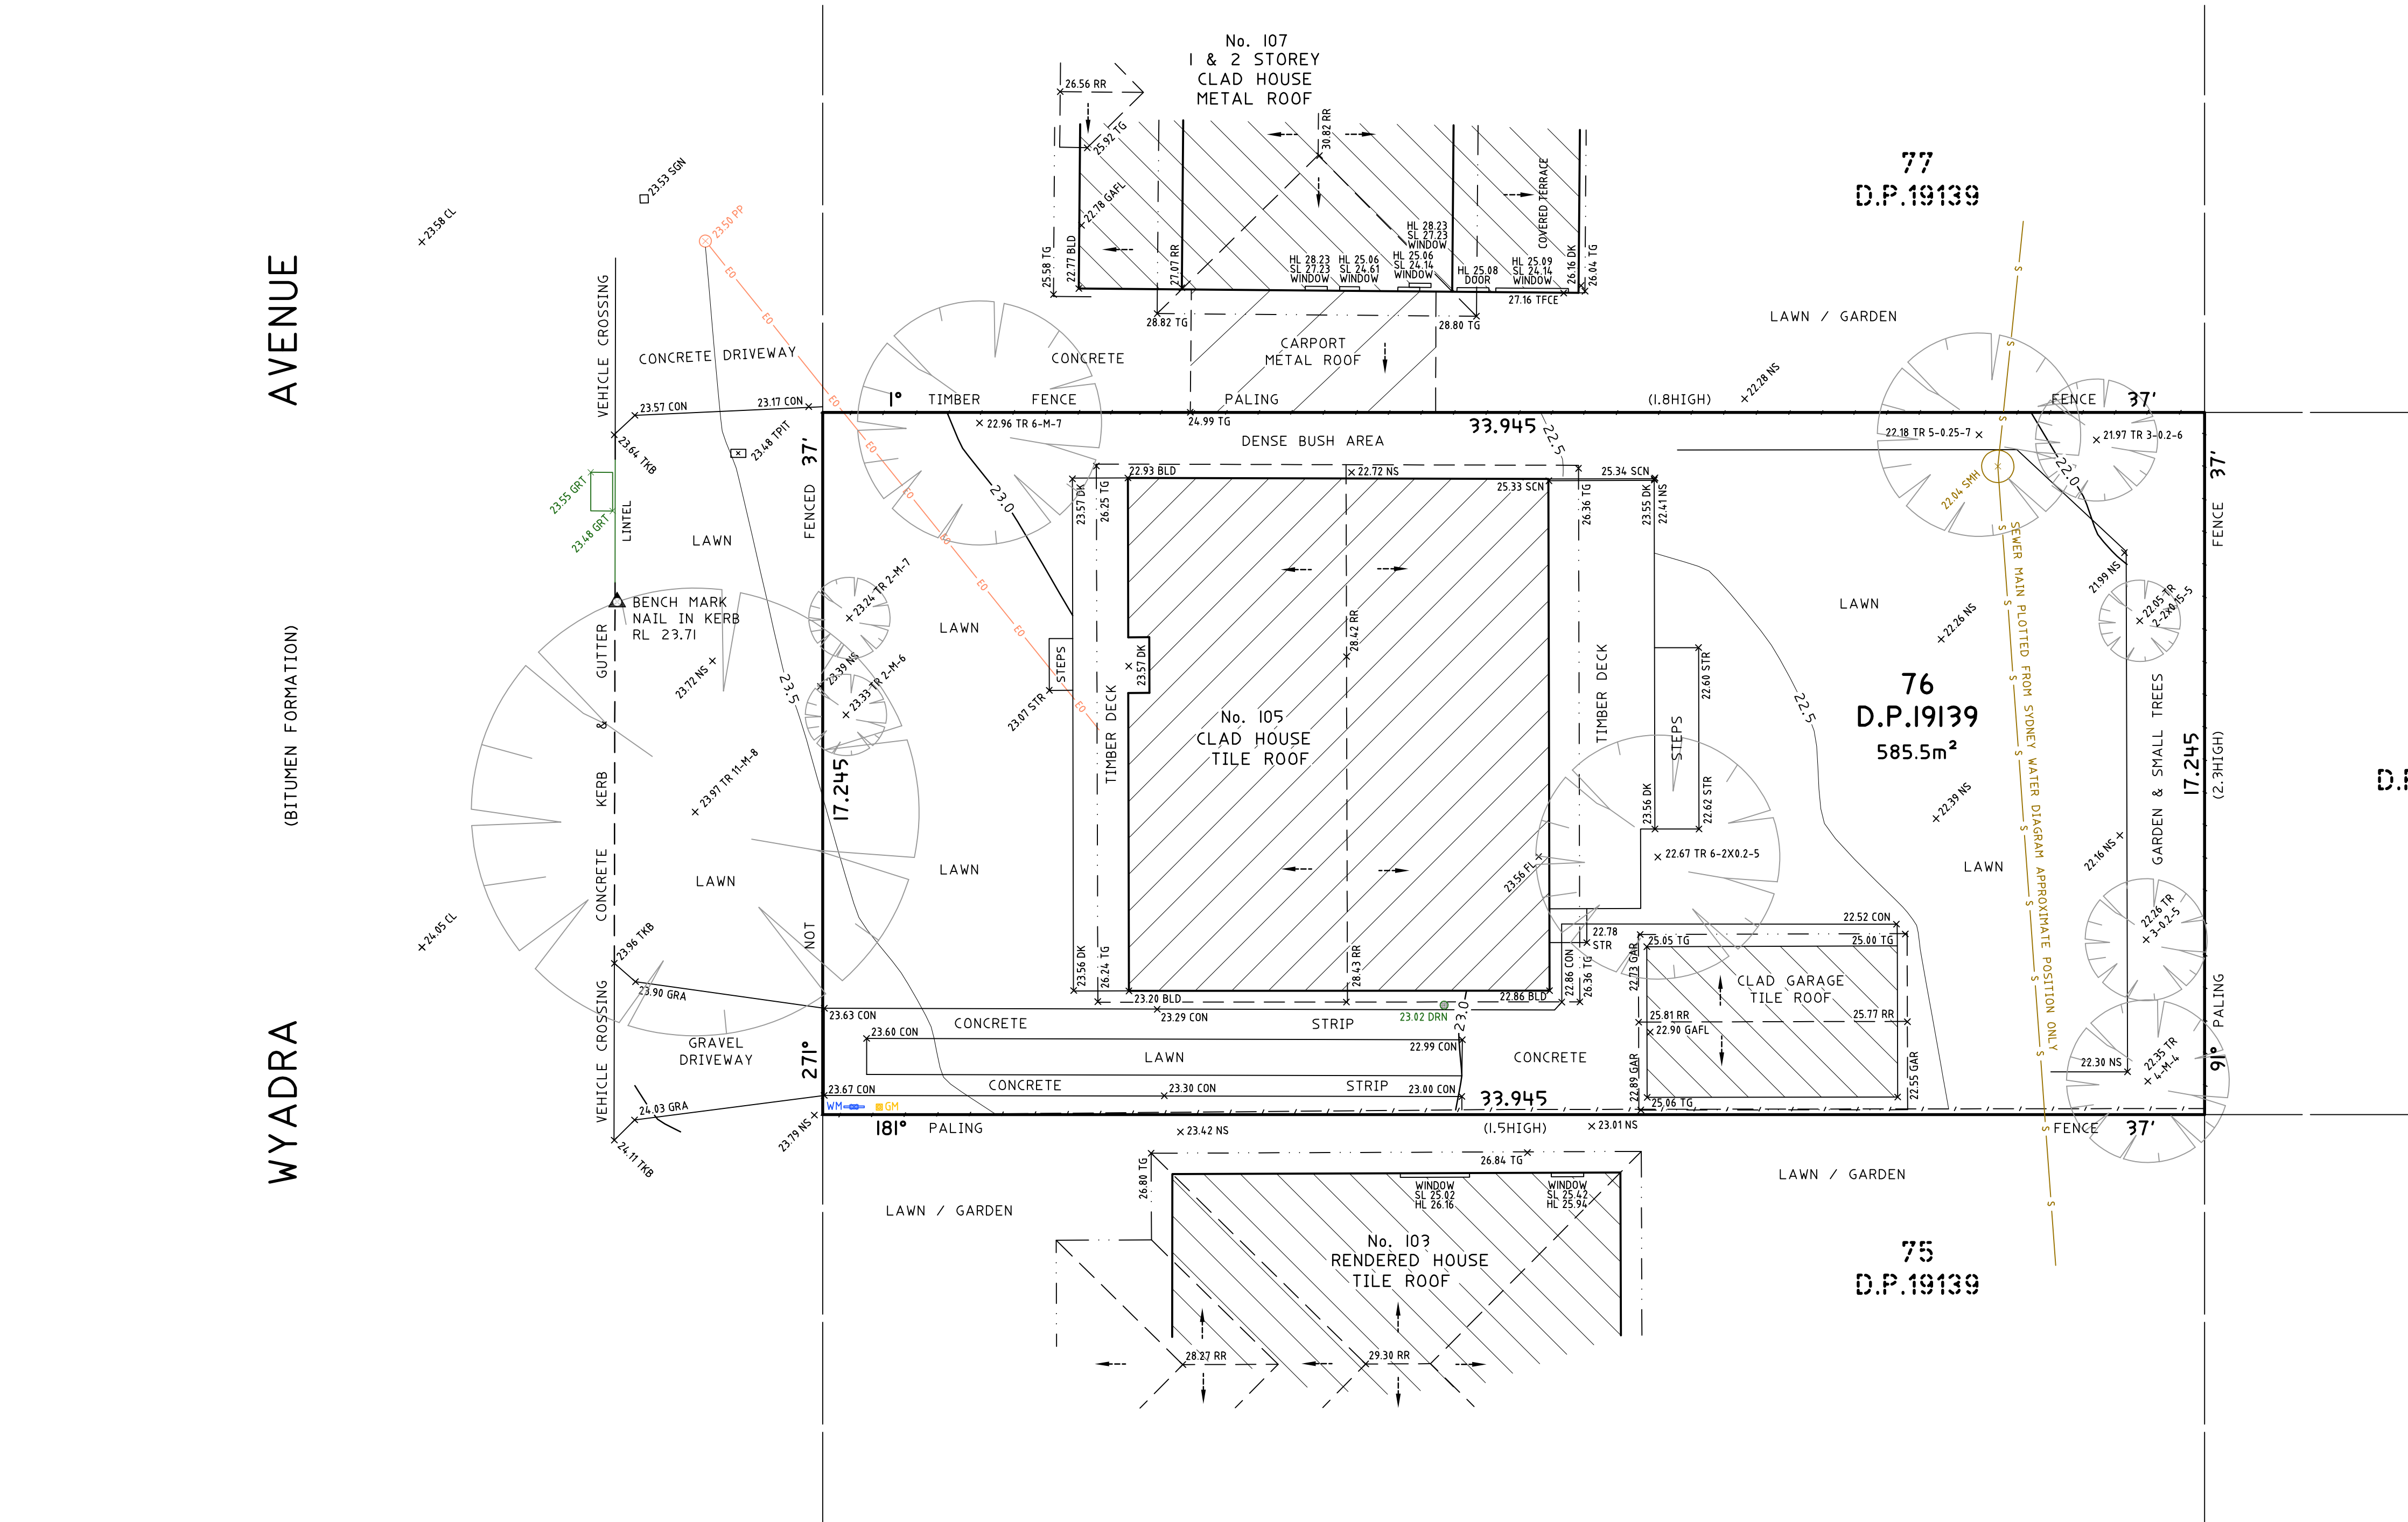 No. 107
1 & 2 STOREY
CLAD HOUSE
METAL ROOF
26.56 RR
25.92 TG
30.82 RR
22.78 GAFL
COVERED TERRACE
25.58 TG
22.77 BLD
27.07 RR
HL 28.23
SL 27.23
WINDOW
HL 25.06
SL 24.61
WINDOW
HL 28.23
SL 27.23
WINDOW
HL 25.06
SL 24.14
WINDOW
HL 25.08
DOOR
HL 25.09
SL 24.14
WINDOW
26.16 DK
26.04 TG
27.16 TFCE
28.82 TG
28.80 TG
CARPORT
METAL ROOF
CONCRETE
77
D.P.19139
LAWN / GARDEN
22.28 NS
23.53 SGN
23.58 CL
23.50 PP
EO
EO
EO
EO
EO
EO
EO
EO
AVENUE
VEHICLE CROSSING
CONCRETE DRIVEWAY
23.57 CON
23.17 CON
23.64 TKB
23.48 TPIT
23.55 GRT
23.48 GRT
LINTEL
LAWN
BENCH MARK
NAIL IN KERB
RL 23.71
1°
TIMBER
FENCE
PALING
(1.8HIGH)
FENCE
37'
24.99 TG
33.945
22.96 TR 6-M-7
DENSE BUSH AREA
22.5
22.18 TR 5-0.25-7
21.97 TR 3-0.2-6
22.0
22.04 SMH
37'
FENCED
23.0
23.57 DK
26.25 TG
22.93 BLD
22.72 NS
25.33 SCN
25.34 SCN
26.36 TG
23.55 DK
22.41 NS
37'
FENCE
21.99 NS
22.05 TR
2-2X0.15-5
LAWN
22.26 NS
23.24 TR 2-M-7
LAWN
23.39 NS
23.33 TR 2-M-6
23.72 NS
23.5
STEPS
23.07 STR
23.57 DK
28.42 RR
TIMBER DECK
No. 105
CLAD HOUSE
TILE ROOF
TIMBER DECK
22.60 STR
STEPS
22.5
76
D.P.19139
585.5m²
SEWER MAIN PLOTTED FROM SYDNEY WATER DIAGRAM APPROXIMATE POSITION ONLY
S
S
S
S
S
S
S
S
S
S
S
S
S
GARDEN & SMALL TREES
17.245
(2.3HIGH)
D.P
(BITUMEN FORMATION)
GUTTER
&
KERB
CONCRETE
23.97 TR 11-M-8
17.245
LAWN
LAWN
23.56 DK
22.62 STR
22.67 TR 6-2X0.2-5
23.56 FL
22.39 NS
22.16 NS
LAWN
24.05 CL
23.96 TKB
23.90 GRA
NOT
23.56 DK
26.24 TG
28.43 RR
22.78
STR
22.86 CON
26.36 TG
22.52 CON
25.05 TG
25.00 TG
22.73 GAR
CLAD GARAGE
TILE ROOF
25.81 RR
25.77 RR
22.90 GAFL
22.89 GAR
22.55 GAR
25.06 TG
22.26 TR
3-0.2-5
22.30 NS
22.35 TR
4-M-4
PALING
91°
23.20 BLD
22.86 BLD
23.63 CON
23.29 CON
23.02 DRN
23.0
CONCRETE
STRIP
23.60 CON
22.99 CON
LAWN
CONCRETE
CONCRETE
STRIP
23.67 CON
23.30 CON
23.00 CON
GRAVEL
DRIVEWAY
271°
VEHICLE CROSSING
24.03 GRA
24.11 TKB
WM
GM
23.79 NS
181°
PALING
23.42 NS
33.945
(1.5HIGH)
23.01 NS
FENCE
37'
WYADRA
LAWN / GARDEN
26.80 TG
26.84 TG
WINDOW
SL 25.02
HL 26.16
WINDOW
SL 25.42
HL 25.94
LAWN / GARDEN
No. 103
RENDERED HOUSE
TILE ROOF
28.27 RR
29.30 RR
75
D.P.19139